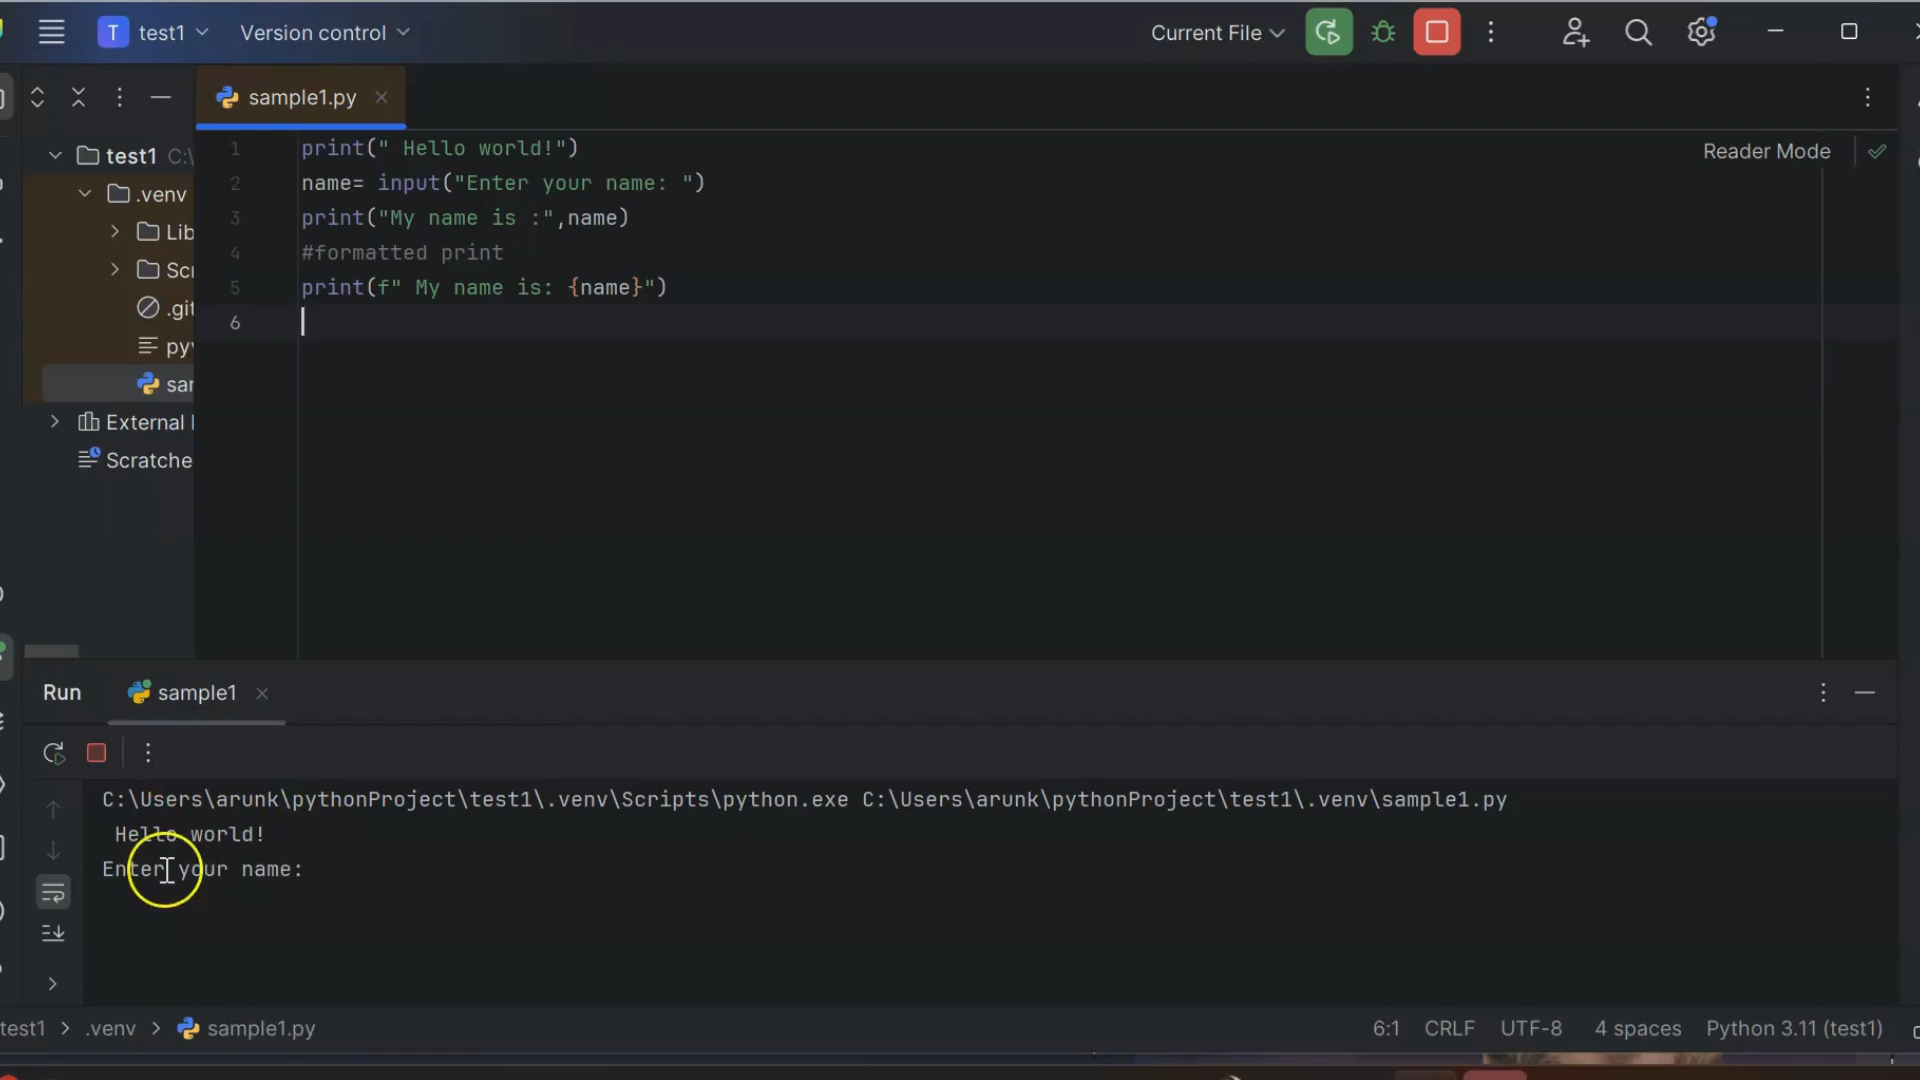 T test1 Version control Current File
sample1.py
Reader Mode
1 print(" Hello world!")
2 name= input("Enter your name: ")
3 print("My name is :",name)
4 #formatted print
5 print(f" My name is: {name}")
6
test1 C:\
.venv
Lib
Scr
.git
pyv
sam
External
Scratche
Run sample1
C:\Users\arunk\pythonProject\test1\.venv\Scripts\python.exe C:\Users\arunk\pythonProject\test1\.venv\sample1.py
Hello world!
Enter your name:
test1 > .venv > sample1.py 6:1 CRLF UTF-8 4 spaces Python 3.11 (test1)